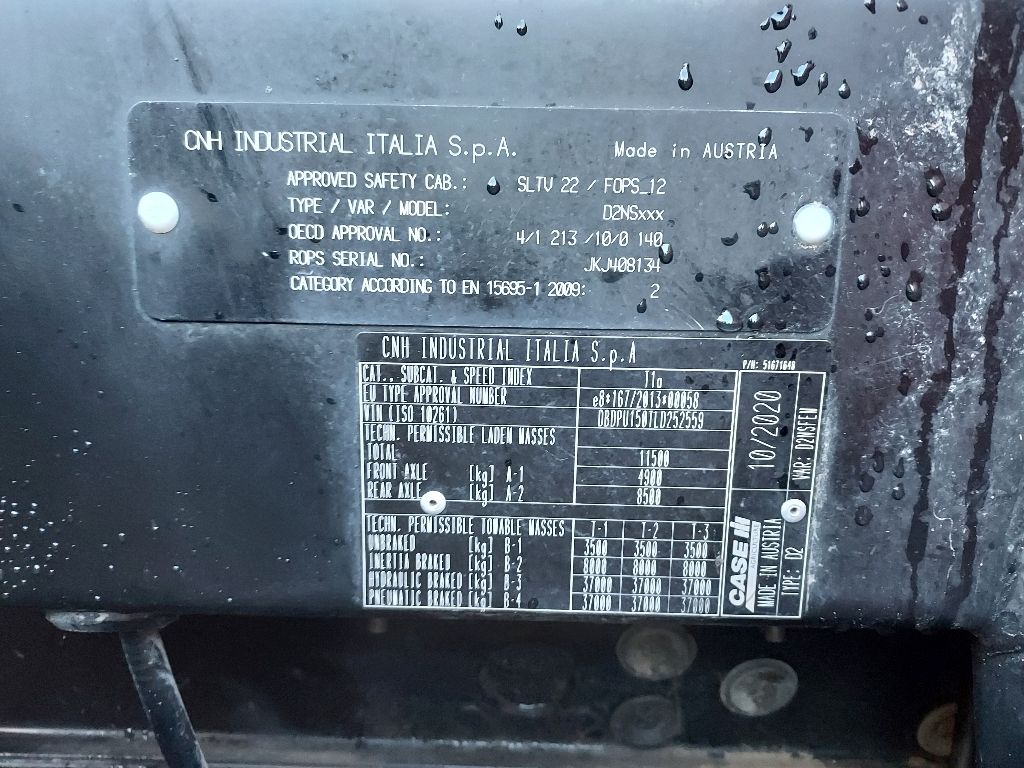 CNH INDUSTRIAL ITALIA S.p.A. Made in AUSTRIA
APPROVED SAFETY CAB.: SLTV 22 / FOPS_12
TYPE / VAR / MODEL: D2NSxxx
OECD APPROVAL NO.: 4/1 213 /10/0 140
ROPS SERIAL NO.: JKJ408134
CATEGORY ACCORDING TO EN 15695-1 2009: 2
CNH INDUSTRIAL ITALIA S.p.A
P/N: 51671640
CAT., SUBCAT. & SPEED INDEX T1a
EU TYPE APPROVAL NUMBER e8*167/2013*00058
VIN (ISO 10261)
TECHN. PERMISSIBLE LADEN MASSES
TOTAL 11500
FRONT AXLE [kg] A-1 4900
REAR AXLE [kg] A-2 8500
TECHN. PERMISSIBLE TOWABLE MASSES T-1 T-2 T-3
UNBRAKED [kg] B-1 3500 3500 3500
INERTIA BRAKED [kg] B-2 8000 8000 8000
HYDRAULIC BRAKED [kg] B-3 37000 37000 37000
PNEUMATIC BRAKED [kg] B-4 37000 37000 37000
10/2020
VAR: D2NSFEM
CASE IH
MADE IN AUSTRIA
TYPE: D2